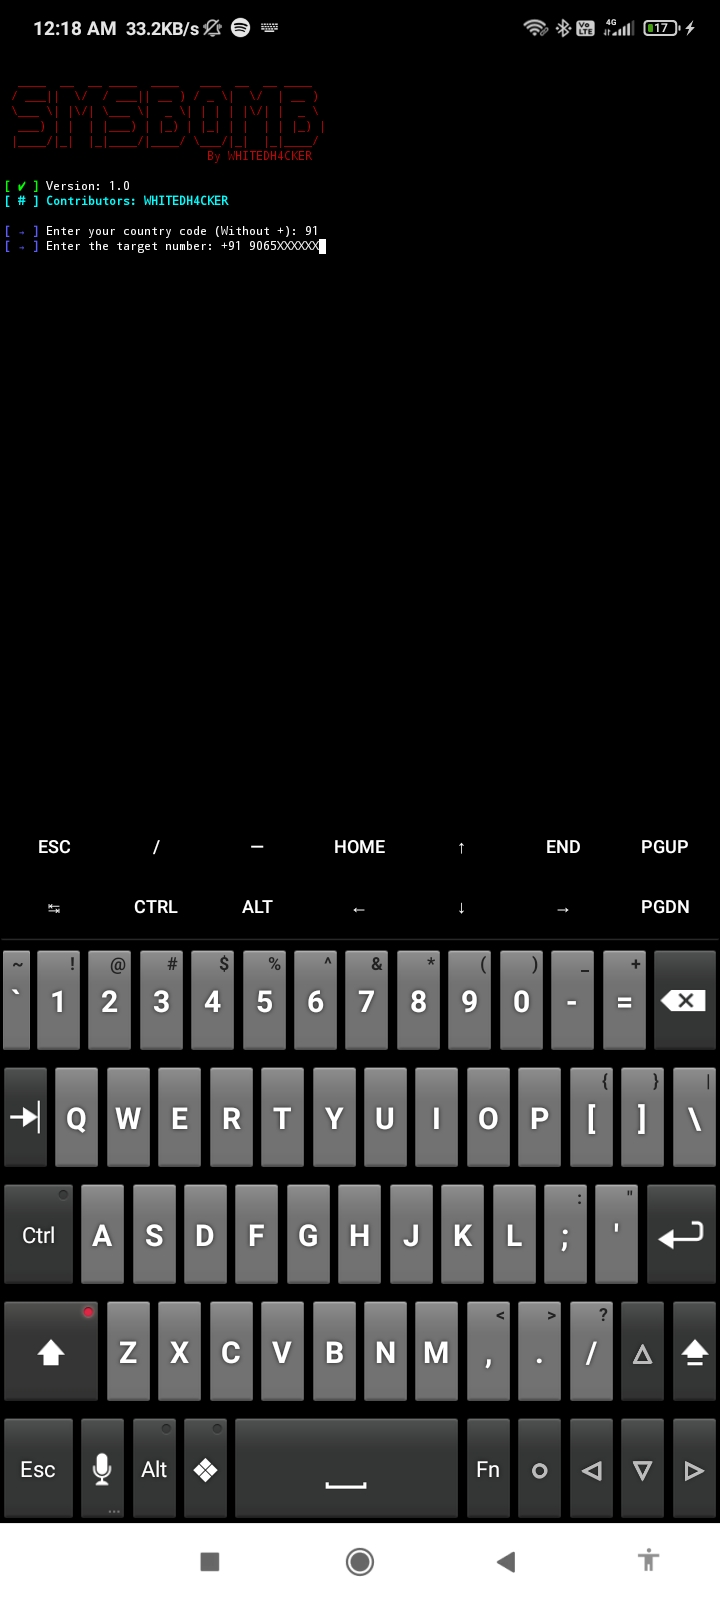 12:18 AM 33.2KB/s 4G Vo LTE 17
SMSBOMB
By WHITEDH4CKER
[ ✔ ] Version: 1.0
[ # ] Contributors: WHITEDH4CKER
[ → ] Enter your country code (Without +): 91
[ → ] Enter the target number: +91 9065XXXXXX
ESC / — HOME ↑ END PGUP
↹ CTRL ALT ← ↓ → PGDN
~ ! @ # $ % ^ & * ( ) _ +
` 1 2 3 4 5 6 7 8 9 0 - =
{ } |
Q W E R T Y U I O P [ ] \
: "
Ctrl A S D F G H J K L ; '
< > ?
Z X C V B N M , . /
Esc Alt Fn